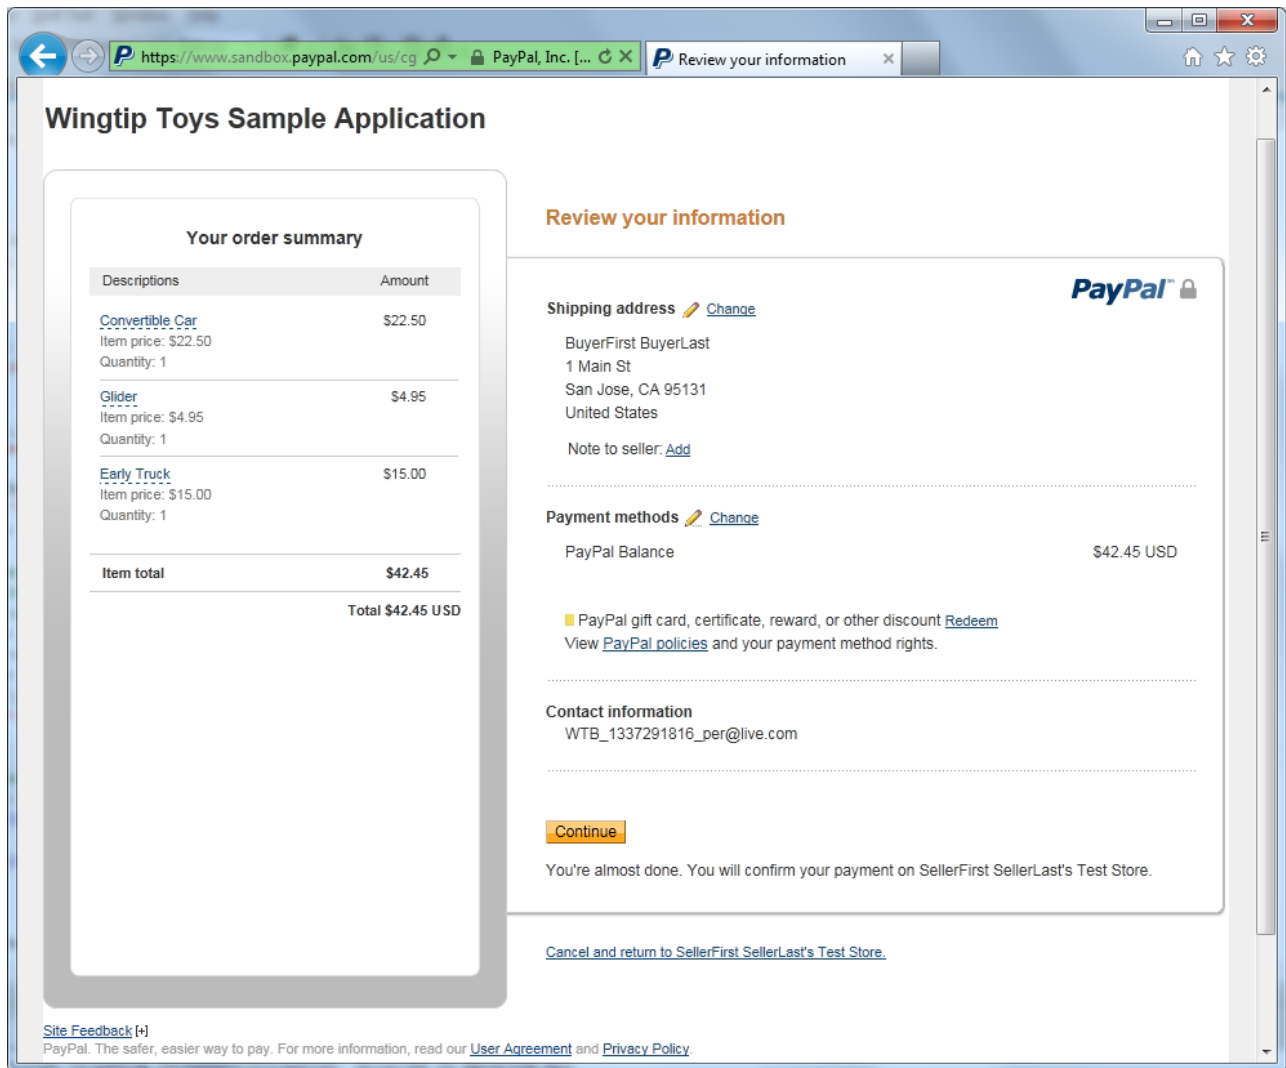 https://www.sandbox.paypal.com/us/cg
PayPal, Inc. [...
Review your information
Wingtip Toys Sample Application
Your order summary
Descriptions Amount
Convertible Car $22.50
Item price: $22.50
Quantity: 1
Glider $4.95
Item price: $4.95
Quantity: 1
Early Truck $15.00
Item price: $15.00
Quantity: 1
Item total $42.45
Total $42.45 USD
Review your information
PayPal™
Shipping address Change
BuyerFirst BuyerLast
1 Main St
San Jose, CA 95131
United States
Note to seller: Add
Payment methods Change
PayPal Balance $42.45 USD
PayPal gift card, certificate, reward, or other discount Redeem
View PayPal policies and your payment method rights.
Contact information
WTB_1337291816_per@live.com
Continue
You're almost done. You will confirm your payment on SellerFirst SellerLast's Test Store.
Cancel and return to SellerFirst SellerLast's Test Store.
Site Feedback [+]
PayPal. The safer, easier way to pay. For more information, read our User Agreement and Privacy Policy.